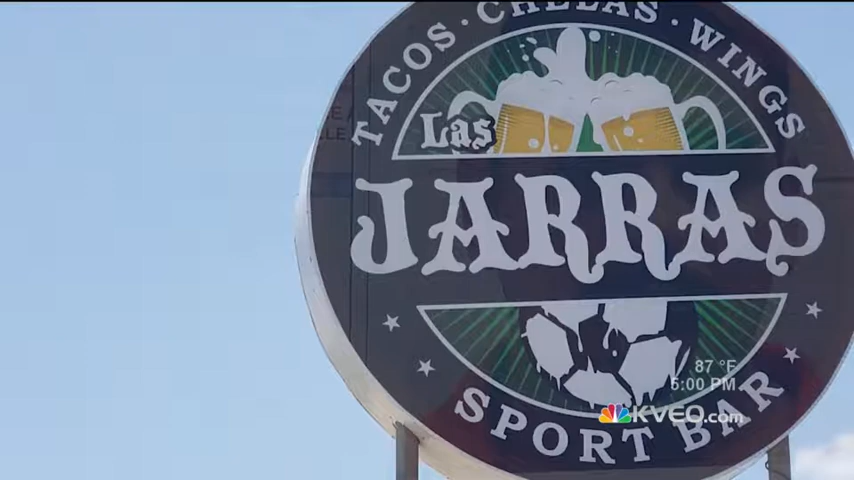 TACOS · CHELAS · WINGS
Las
JARRAS
87 °F
5:00 PM
KVEO.com
SPORT BAR